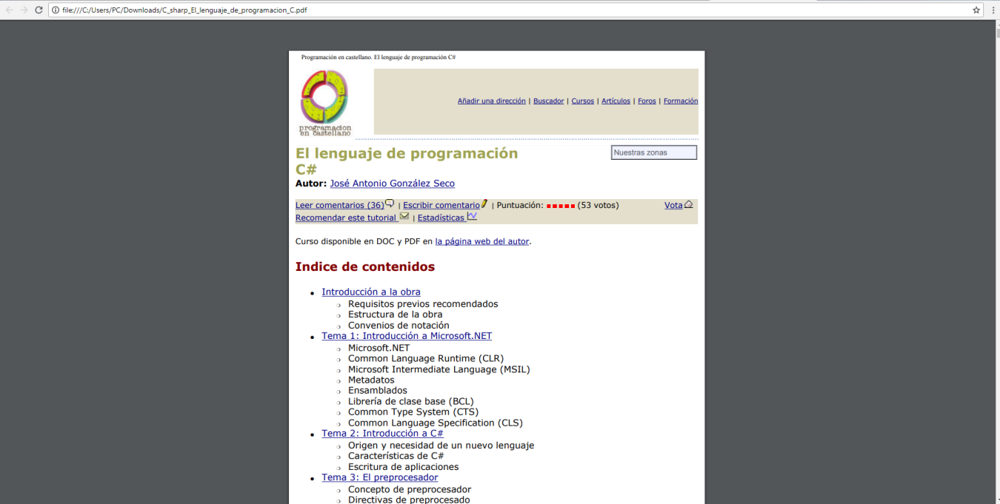 file:///C:/Users/PC/Downloads/C_sharp_El_lenguaje_de_programacion_C.pdf
Programación en castellano. El lenguaje de programación C#
Añadir una dirección | Buscador | Cursos | Artículos | Foros | Formación
programacion
en castellano
El lenguaje de programación
C#
Nuestras zonas
Autor: José Antonio González Seco
Leer comentarios (36) | Escribir comentario | Puntuación: (53 votos) Vota
Recomendar este tutorial | Estadísticas
Curso disponible en DOC y PDF en la página web del autor.
Indice de contenidos
Introducción a la obra
Requisitos previos recomendados
Estructura de la obra
Convenios de notación
Tema 1: Introducción a Microsoft.NET
Microsoft.NET
Common Language Runtime (CLR)
Microsoft Intermediate Language (MSIL)
Metadatos
Ensamblados
Librería de clase base (BCL)
Common Type System (CTS)
Common Language Specification (CLS)
Tema 2: Introducción a C#
Origen y necesidad de un nuevo lenguaje
Características de C#
Escritura de aplicaciones
Tema 3: El preprocesador
Concepto de preprocesador
Directivas de preprocesado